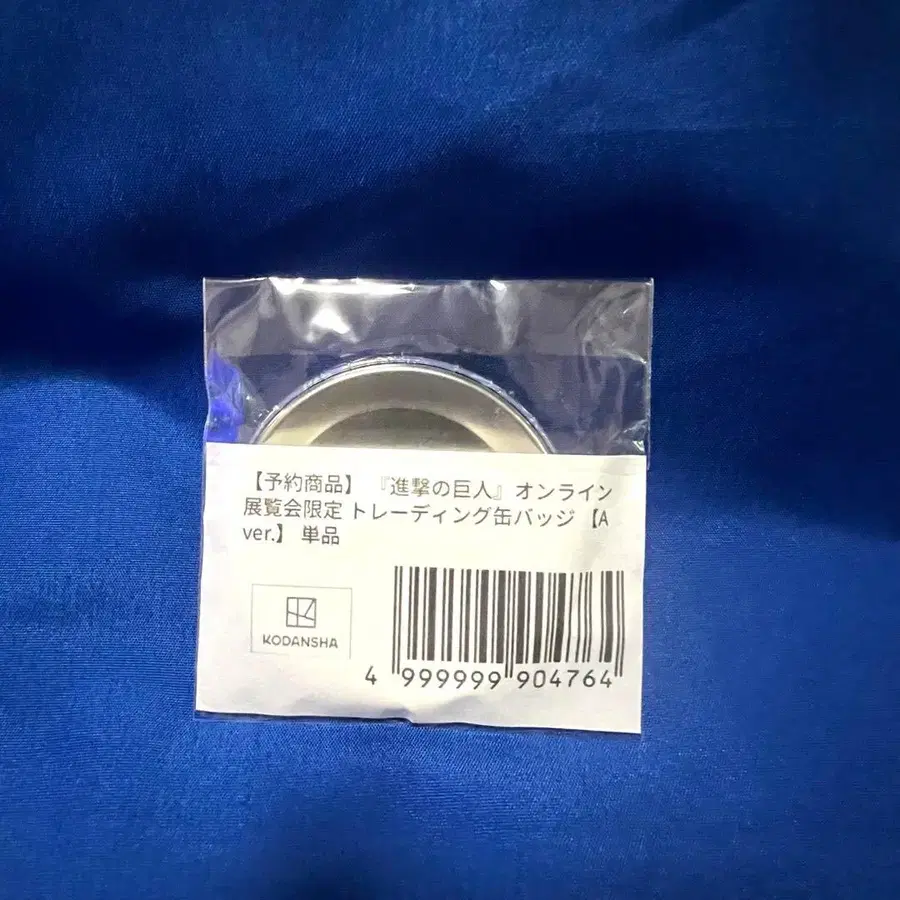 【予約商品】 『進撃の巨人』オンライン
展覧会限定 トレーディング缶バッジ【A
ver.】 単品
KODANSHA
4 999999 904764